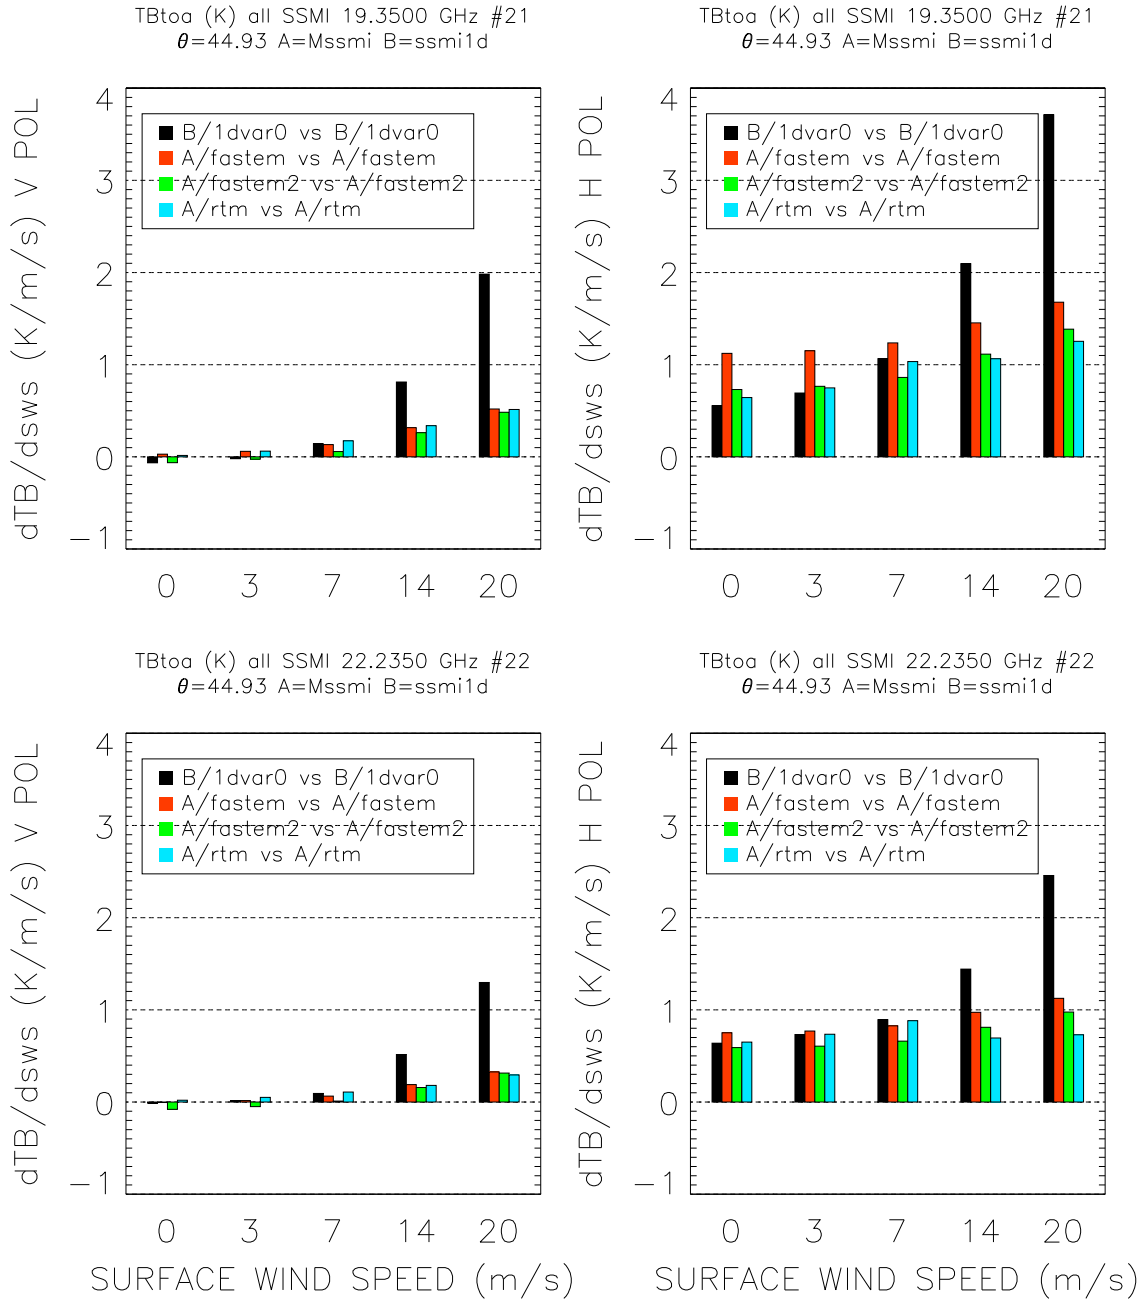 TBtoa (K) all SSMI 19.3500 GHz #21
θ=44.93 A=Mssmi B=ssmi1d
dTB/dsws (K/m/s) V POL
4
3
2
1
0
-1
B/1dvar0 vs B/1dvar0
A/fastem vs A/fastem
A/fastem2 vs A/fastem2
A/rtm vs A/rtm
0 3 7 14 20
TBtoa (K) all SSMI 19.3500 GHz #21
θ=44.93 A=Mssmi B=ssmi1d
dTB/dsws (K/m/s) H POL
4
3
2
1
0
-1
B/1dvar0 vs B/1dvar0
A/fastem vs A/fastem
A/fastem2 vs A/fastem2
A/rtm vs A/rtm
0 3 7 14 20
TBtoa (K) all SSMI 22.2350 GHz #22
θ=44.93 A=Mssmi B=ssmi1d
dTB/dsws (K/m/s) V POL
4
3
2
1
0
-1
B/1dvar0 vs B/1dvar0
A/fastem vs A/fastem
A/fastem2 vs A/fastem2
A/rtm vs A/rtm
0 3 7 14 20
SURFACE WIND SPEED (m/s)
TBtoa (K) all SSMI 22.2350 GHz #22
θ=44.93 A=Mssmi B=ssmi1d
dTB/dsws (K/m/s) H POL
4
3
2
1
0
-1
B/1dvar0 vs B/1dvar0
A/fastem vs A/fastem
A/fastem2 vs A/fastem2
A/rtm vs A/rtm
0 3 7 14 20
SURFACE WIND SPEED (m/s)